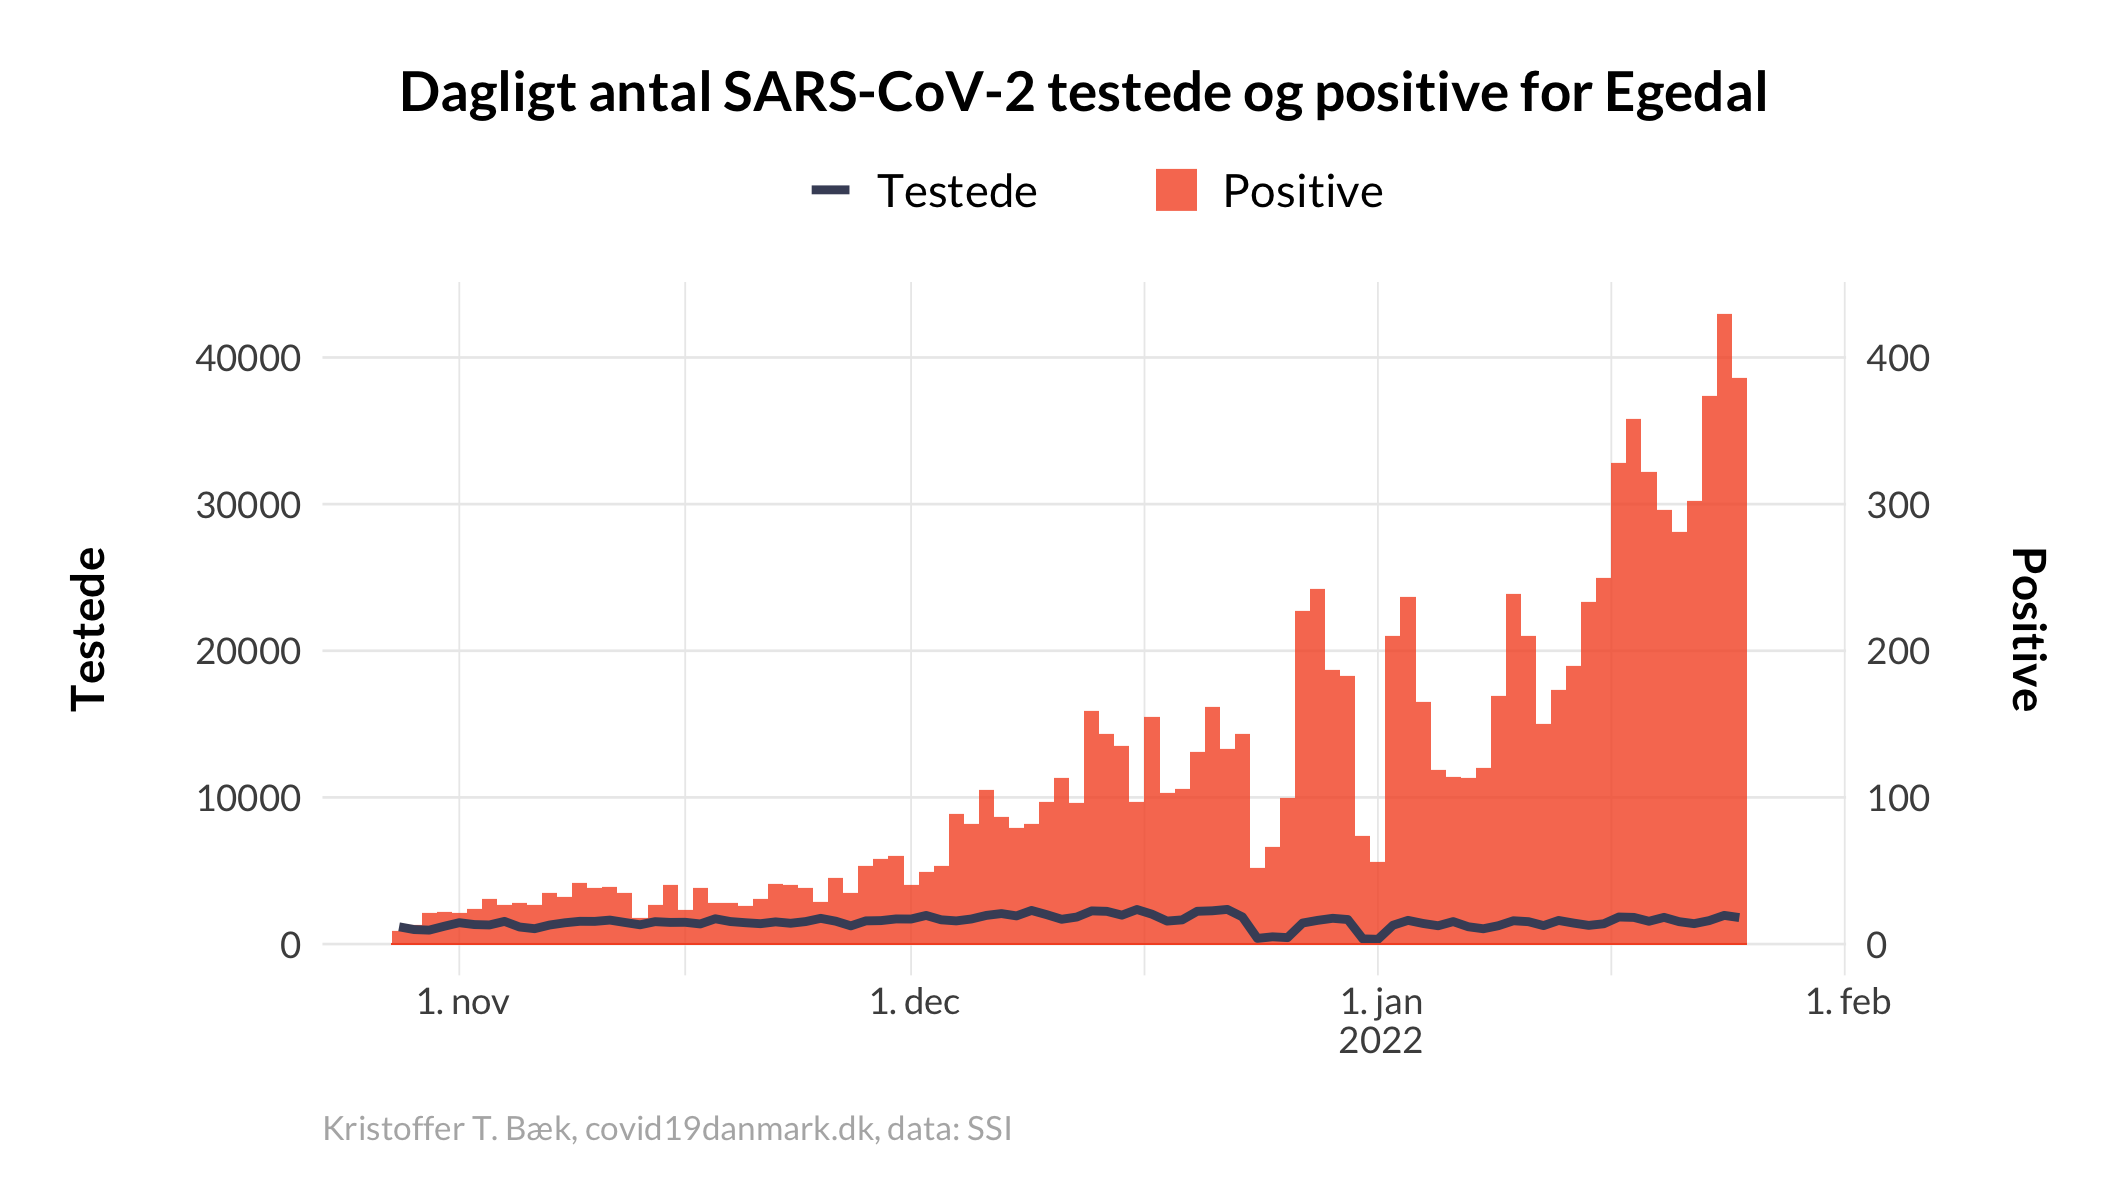 Dagligt antal SARS-CoV-2 testede og positive for Egedal
Testede
Positive
40000
30000
20000
10000
0
400
300
200
100
0
Testede
Positive
1. nov
1. dec
1. jan
2022
1. feb
Kristoffer T. Bæk, covid19danmark.dk, data: SSI